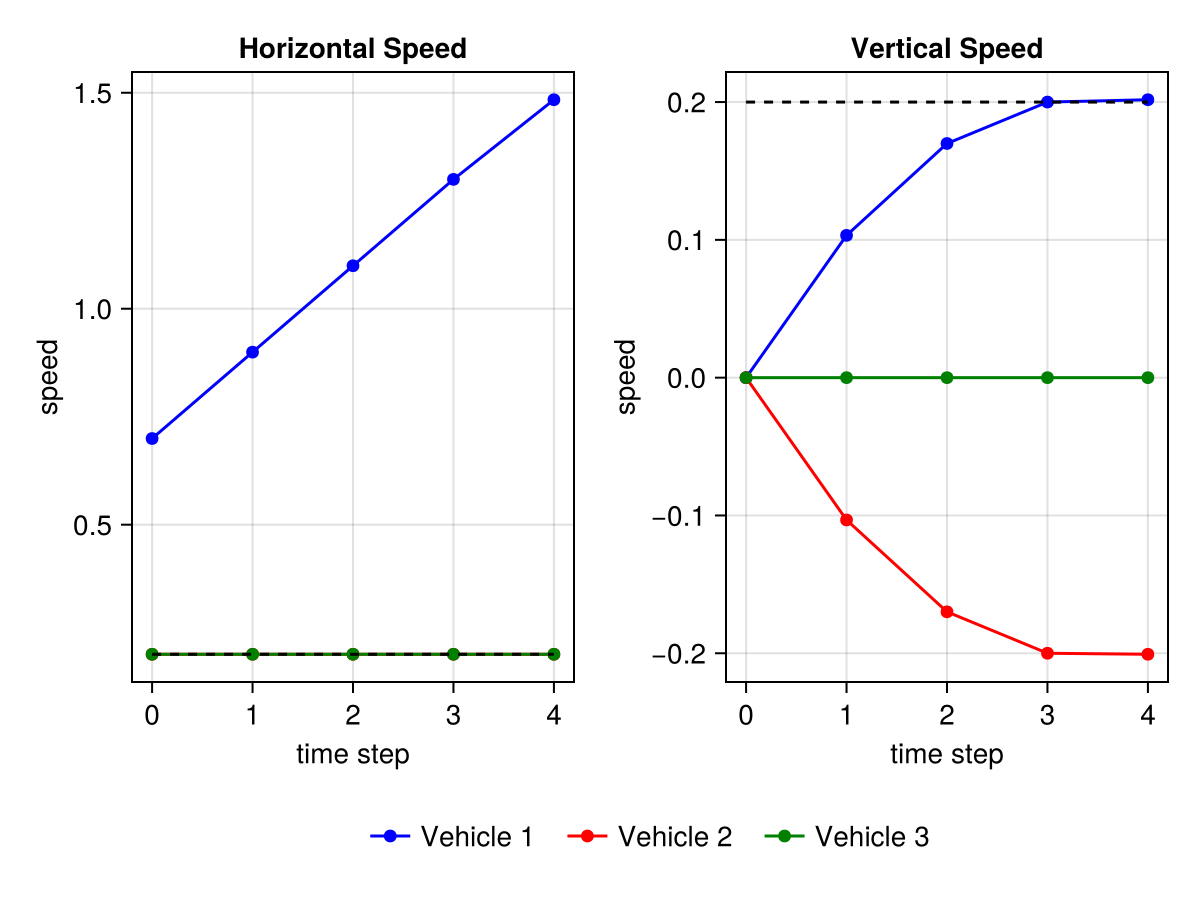 Horizontal Speed
1.5
1.0
0.5
speed
0 1 2 3 4
time step
Vertical Speed
0.2
0.1
0.0
−0.1
−0.2
speed
0 1 2 3 4
time step
Vehicle 1 Vehicle 2 Vehicle 3